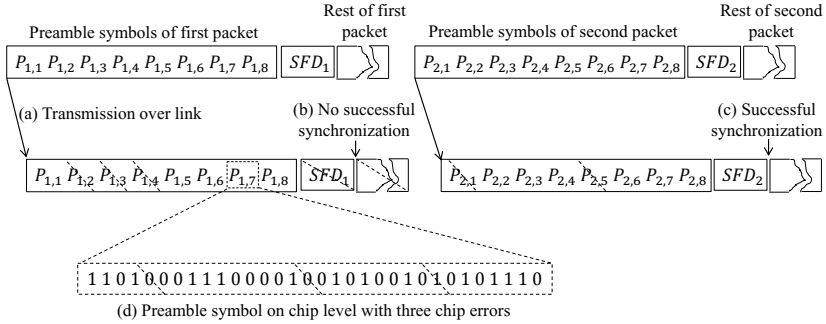 Rest of first packet
Rest of second packet
Preamble symbols of first packet
Preamble symbols of second packet
P1,1 P1,2 P1,3 P1,4 P1,5 P1,6 P1,7 P1,8 SFD1
P2,1 P2,2 P2,3 P2,4 P2,5 P2,6 P2,7 P2,8 SFD2
(a) Transmission over link
(b) No successful synchronization
(c) Successful synchronization
P1,1 P1,2 P1,3 P1,4 P1,5 P1,6 P1,7 P1,8 SFD1
P2,1 P2,2 P2,3 P2,4 P2,5 P2,6 P2,7 P2,8 SFD2
1 1 0 1 0 0 0 1 1 1 0 0 0 0 1 0 0 1 0 1 0 0 1 0 1 0 1 0 1 1 1 0
(d) Preamble symbol on chip level with three chip errors